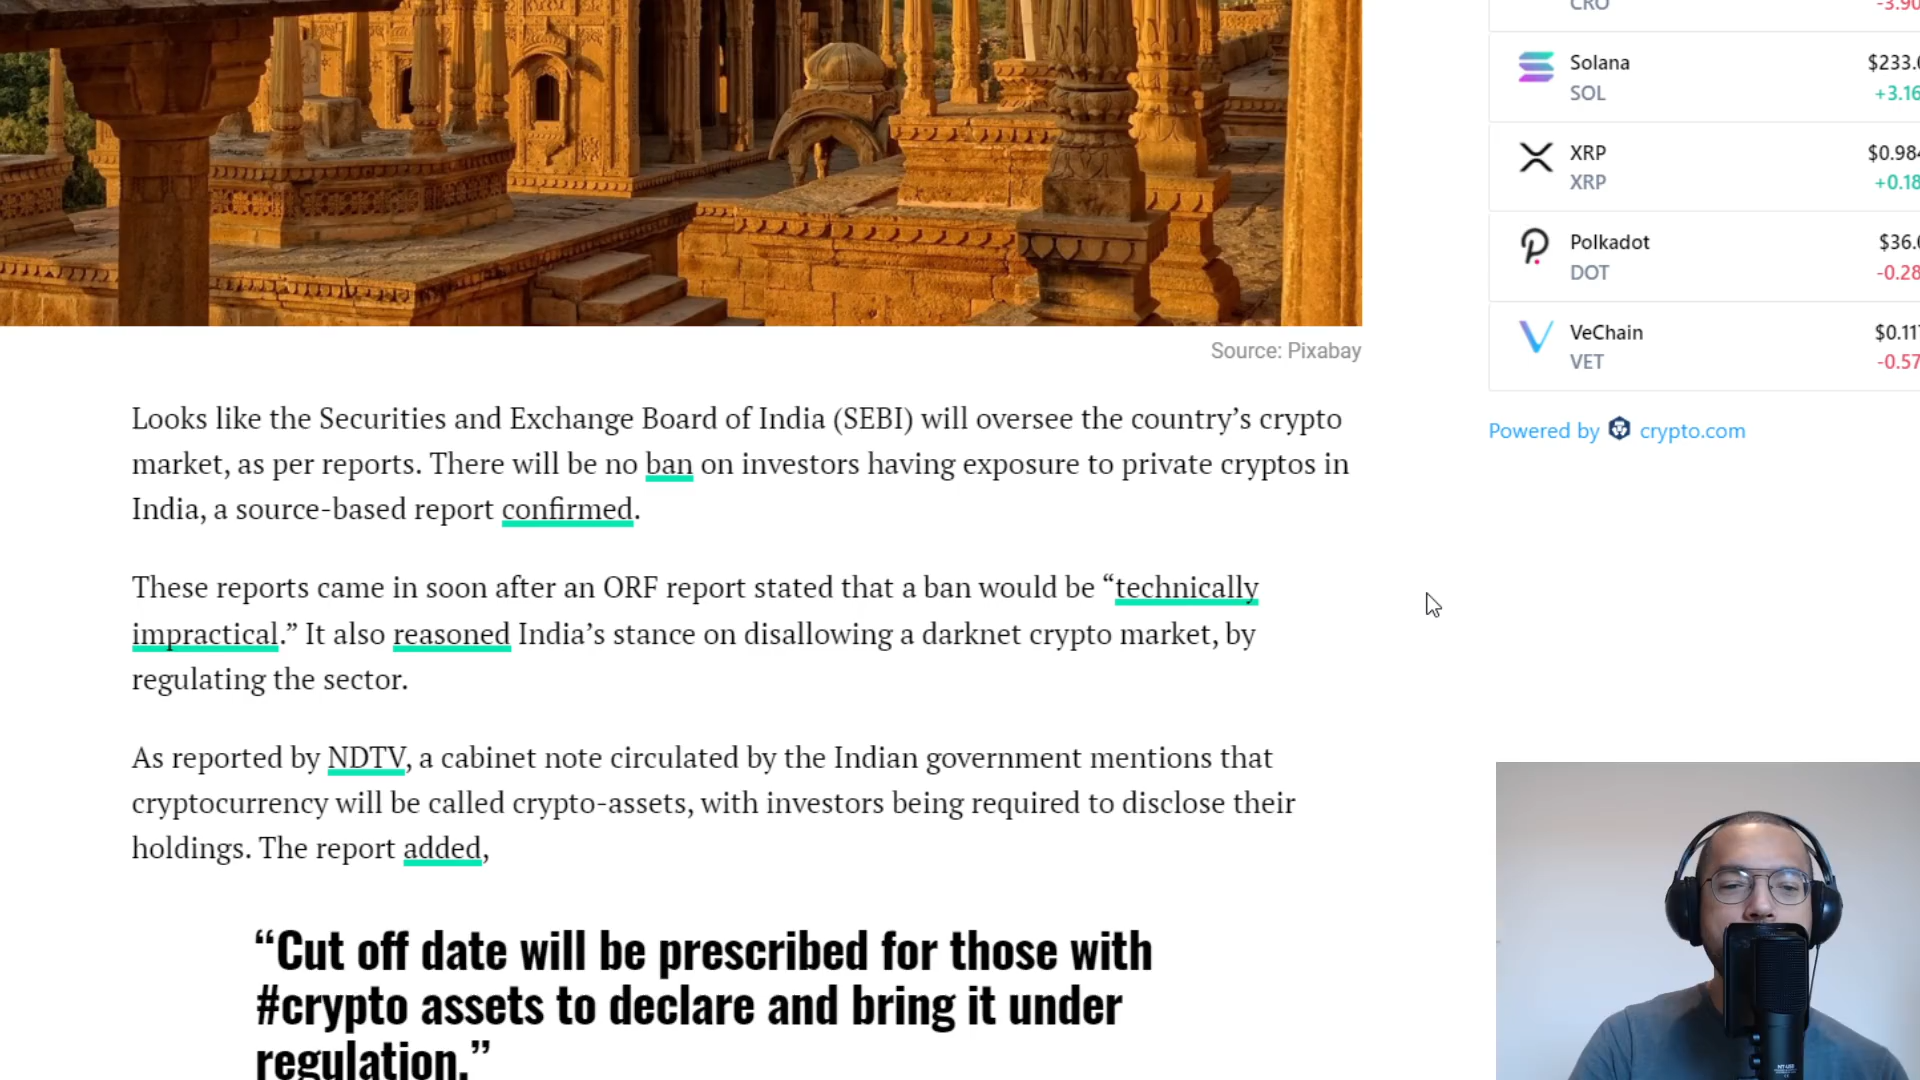 CRO
-3.90
Solana
$233.
SOL
+3.16
XRP
$0.984
XRP
+0.18
Polkadot
$36.
DOT
-0.28
VeChain
$0.117
VET
-0.57
Source: Pixabay
Powered by crypto.com
Looks like the Securities and Exchange Board of India (SEBI) will oversee the country’s crypto
market, as per reports. There will be no ban on investors having exposure to private cryptos in
India, a source-based report confirmed.
These reports came in soon after an ORF report stated that a ban would be “technically
impractical.” It also reasoned India’s stance on disallowing a darknet crypto market, by
regulating the sector.
As reported by NDTV, a cabinet note circulated by the Indian government mentions that
cryptocurrency will be called crypto-assets, with investors being required to disclose their
holdings. The report added,
“Cut off date will be prescribed for those with
#crypto assets to declare and bring it under
regulation.”